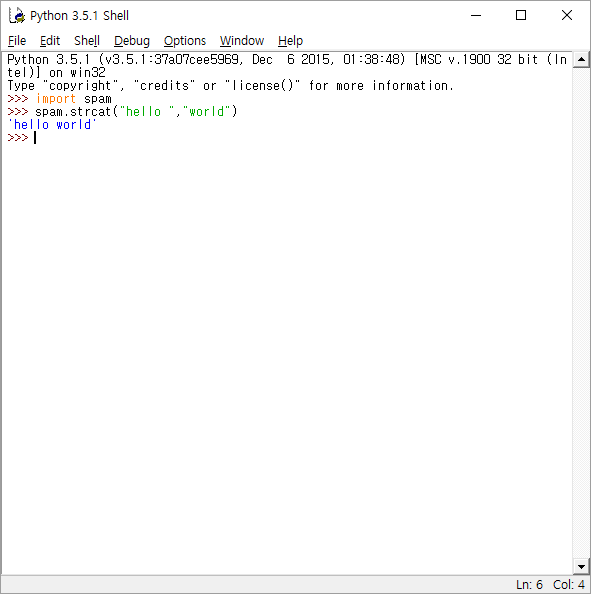 Python 3.5.1 Shell
File Edit Shell Debug Options Window Help
Python 3.5.1 (v3.5.1:37a07cee5969, Dec  6 2015, 01:38:48) [MSC v.1900 32 bit (In
tel)] on win32
Type "copyright", "credits" or "license()" for more information.
>>> import spam
>>> spam.strcat("hello ","world")
'hello world'
>>>
Ln: 6 Col: 4